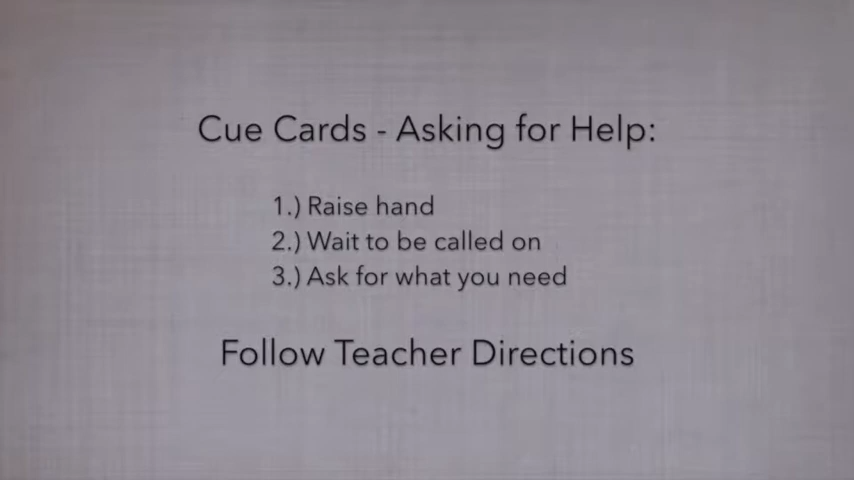 Cue Cards - Asking for Help:
1.) Raise hand
2.) Wait to be called on
3.) Ask for what you need
Follow Teacher Directions